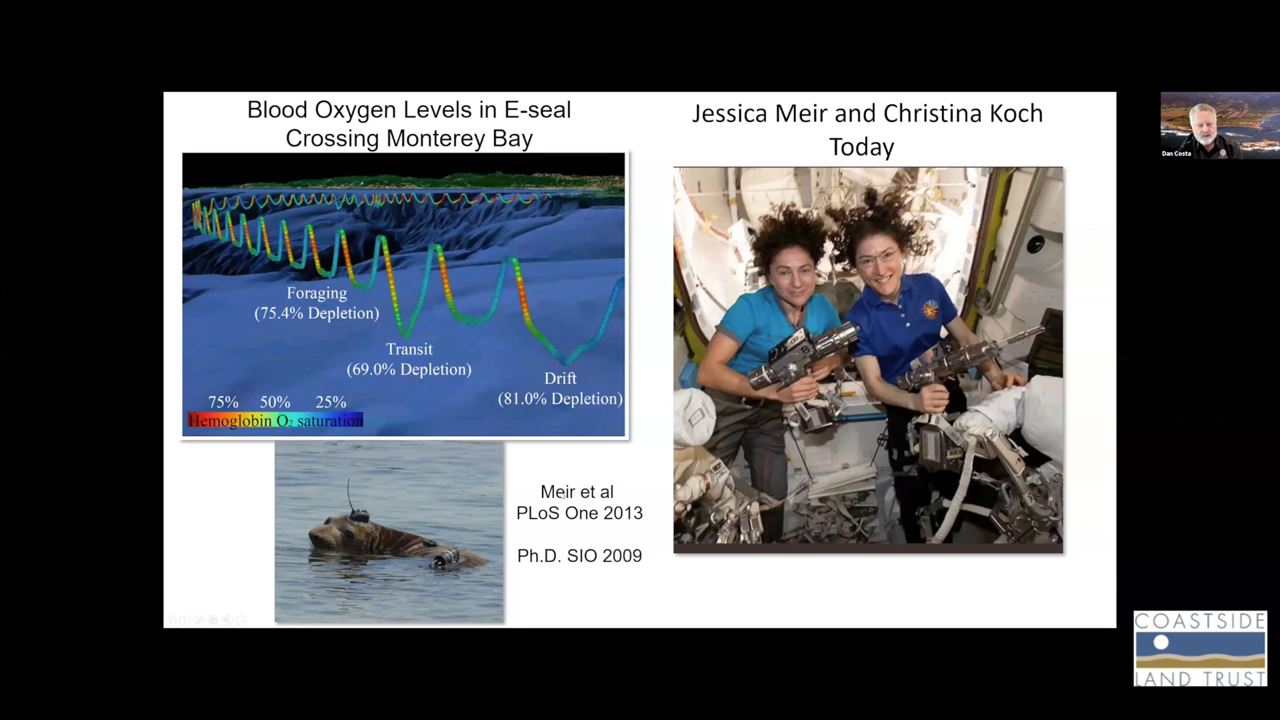 Blood Oxygen Levels in E-seal
Crossing Monterey Bay
Foraging
(75.4% Depletion)
Transit
(69.0% Depletion)
Drift
(81.0% Depletion)
75% 50% 25%
Hemoglobin O₂ saturation
Meir et al
PLoS One 2013
Ph.D. SIO 2009
Jessica Meir and Christina Koch
Today
Dan Costa
COASTSIDE
LAND TRUST